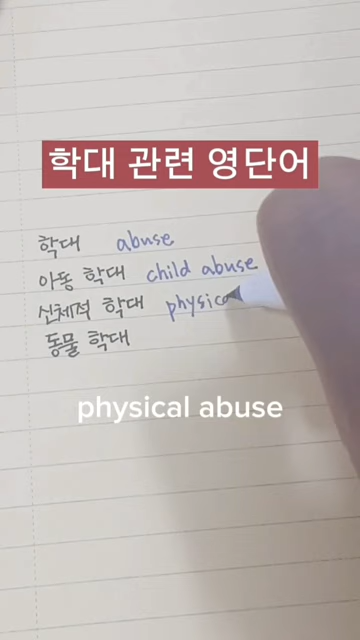 학대 관련 영단어
학대 abuse
아동 학대 child abuse
신체적 학대 physica
동물 학대
physical abuse